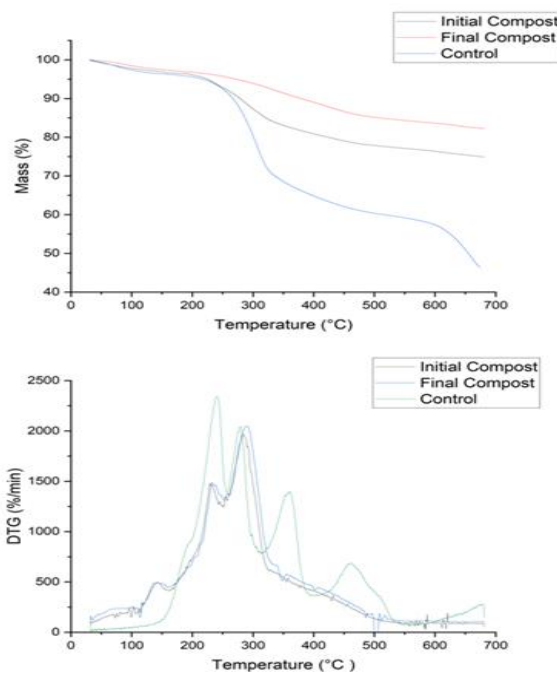 Initial Compost
Final Compost
Control
100
90
80
70
60
50
40
Mass (%)
0 100 200 300 400 500 600 700
Temperature (°C)
Initial Compost
Final Compost
Control
2500
2000
1500
1000
500
0
DTG (%/min)
0 100 200 300 400 500 600 700
Temperature (°C)